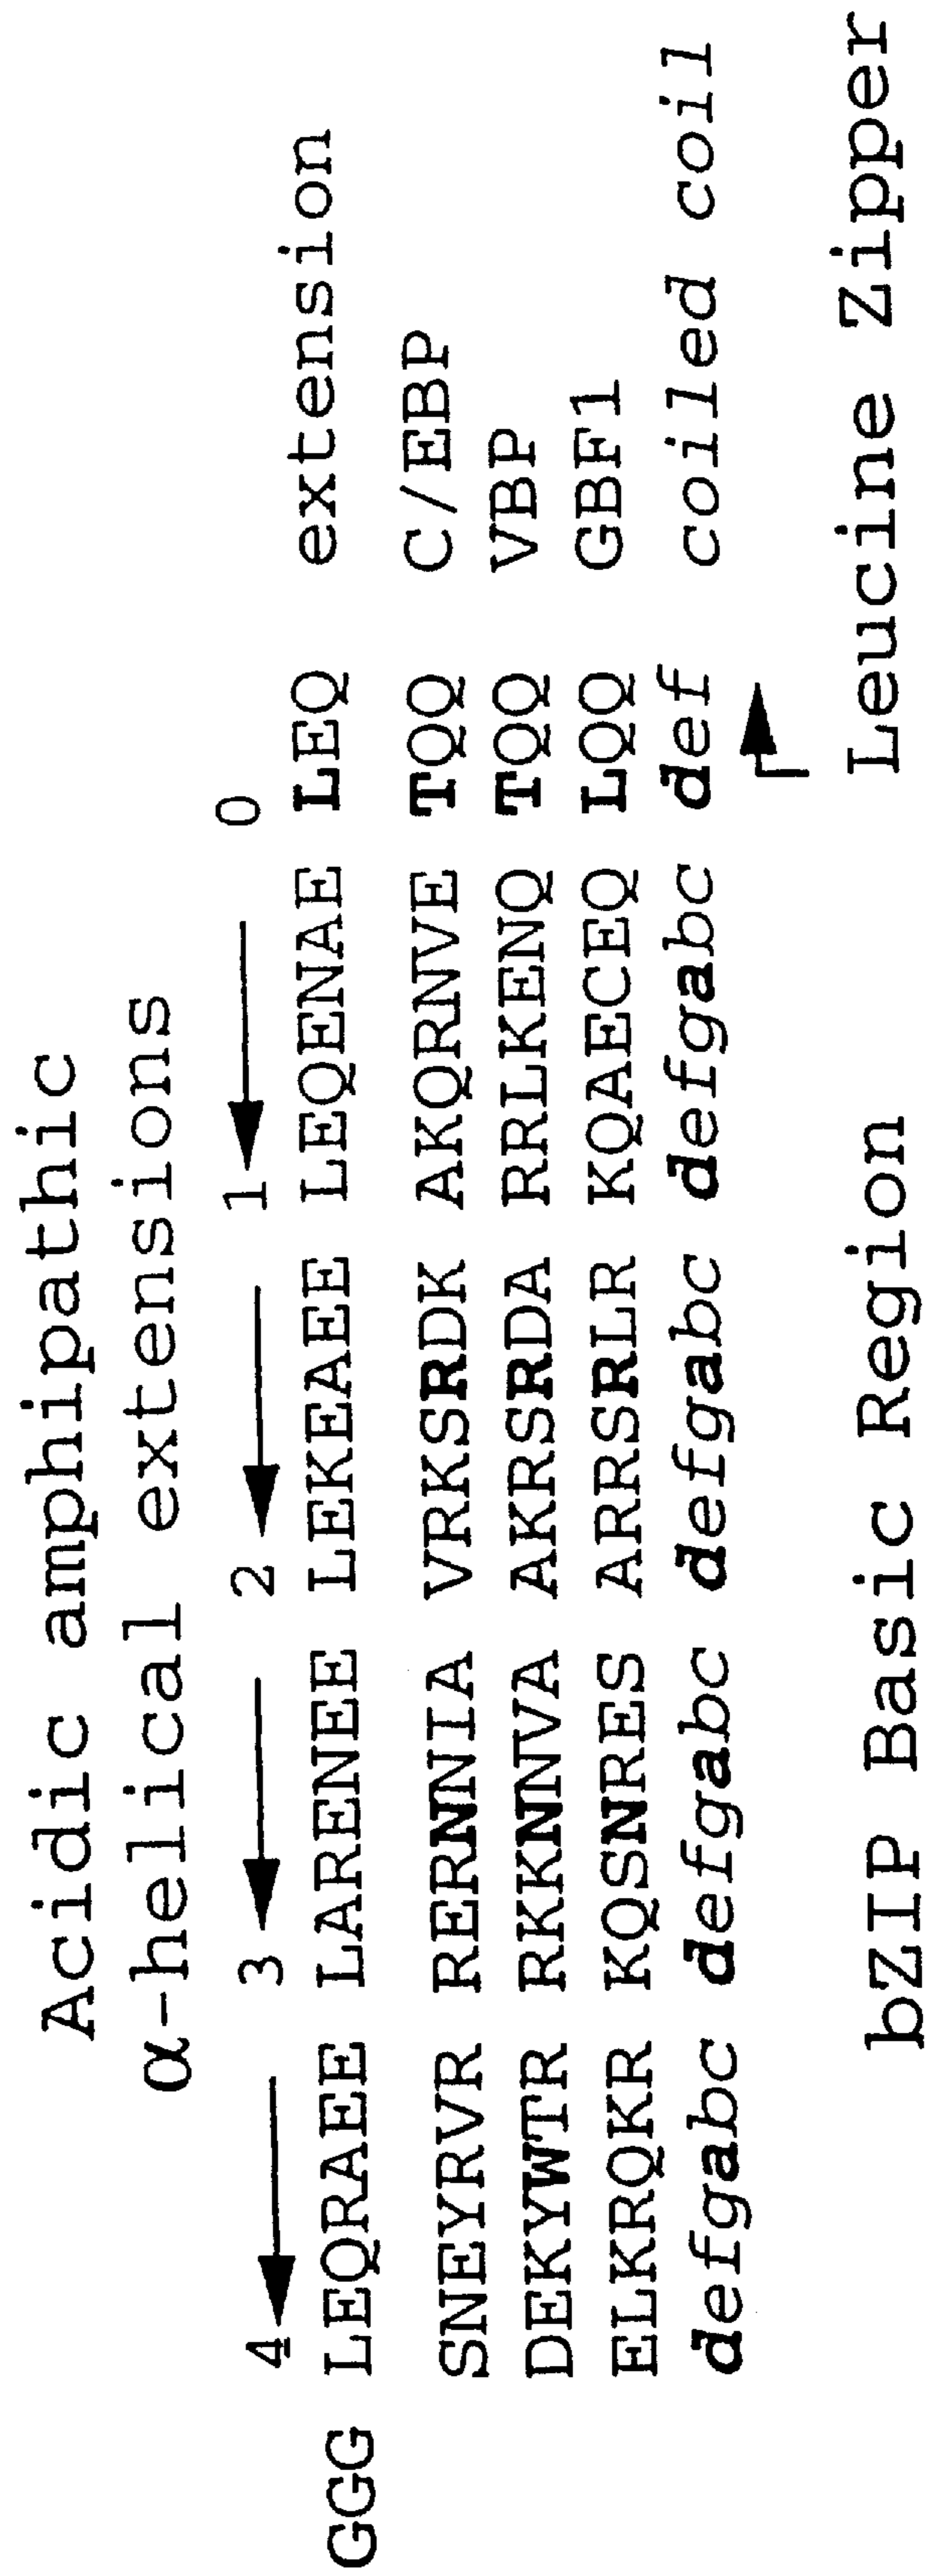 Acidic amphipathic
α-helical extensions
4 3 2 1 0
GGG LEQRAEE LARENEE LEKEAEE LEQENAE LEQ extension
SNEYRVR RERNNIA VRKSRDK AKQRNVE TQQ C/EBP
DEKYWTR RKKNNVA AKRSRDA RRLKENQ TQQ VBP
ELKRQKR KQSNRES ARRSRLR KQAECEQ LQQ GBF1
defgabc defgabc defgabc defgabc def coiled coil
bZIP Basic Region Leucine Zipper